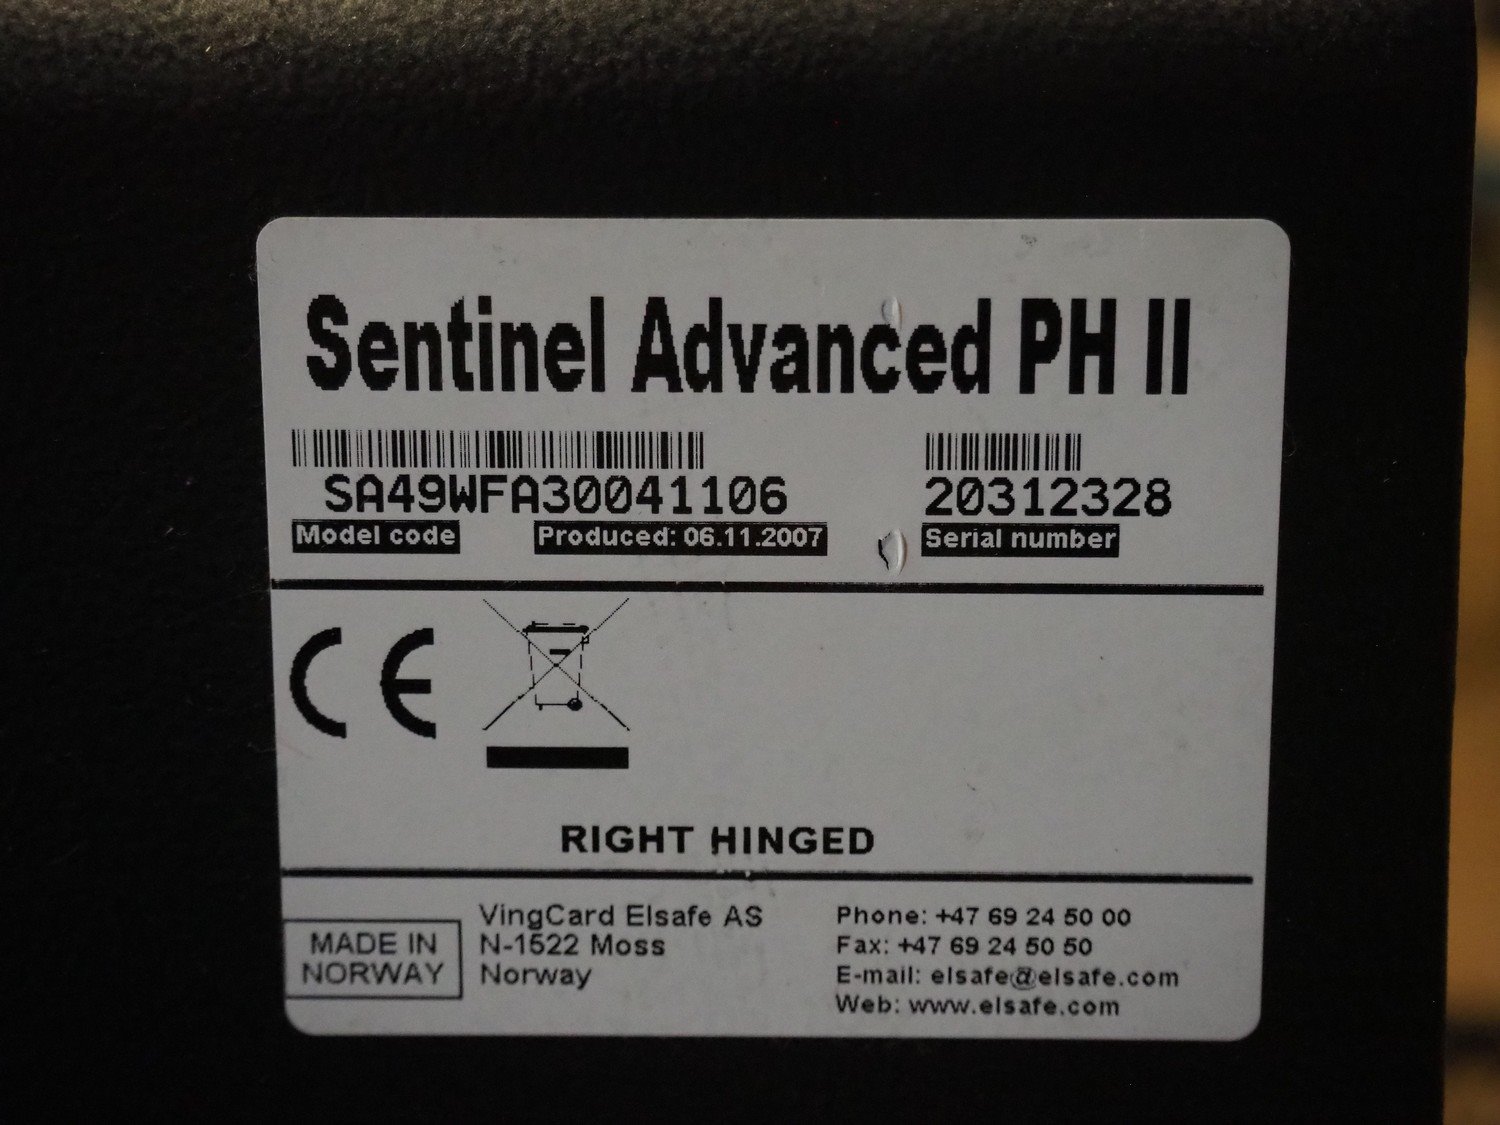 Sentinel Advanced PH II
SA49WFA30041106
20312328
Model code
Produced: 06.11.2007
Serial number
CE
RIGHT HINGED
MADE IN
NORWAY
VingCard Elsafe AS
N-1522 Moss
Norway
Phone: +47 69 24 50 00
Fax: +47 69 24 50 50
E-mail: elsafe@elsafe.com
Web: www.elsafe.com